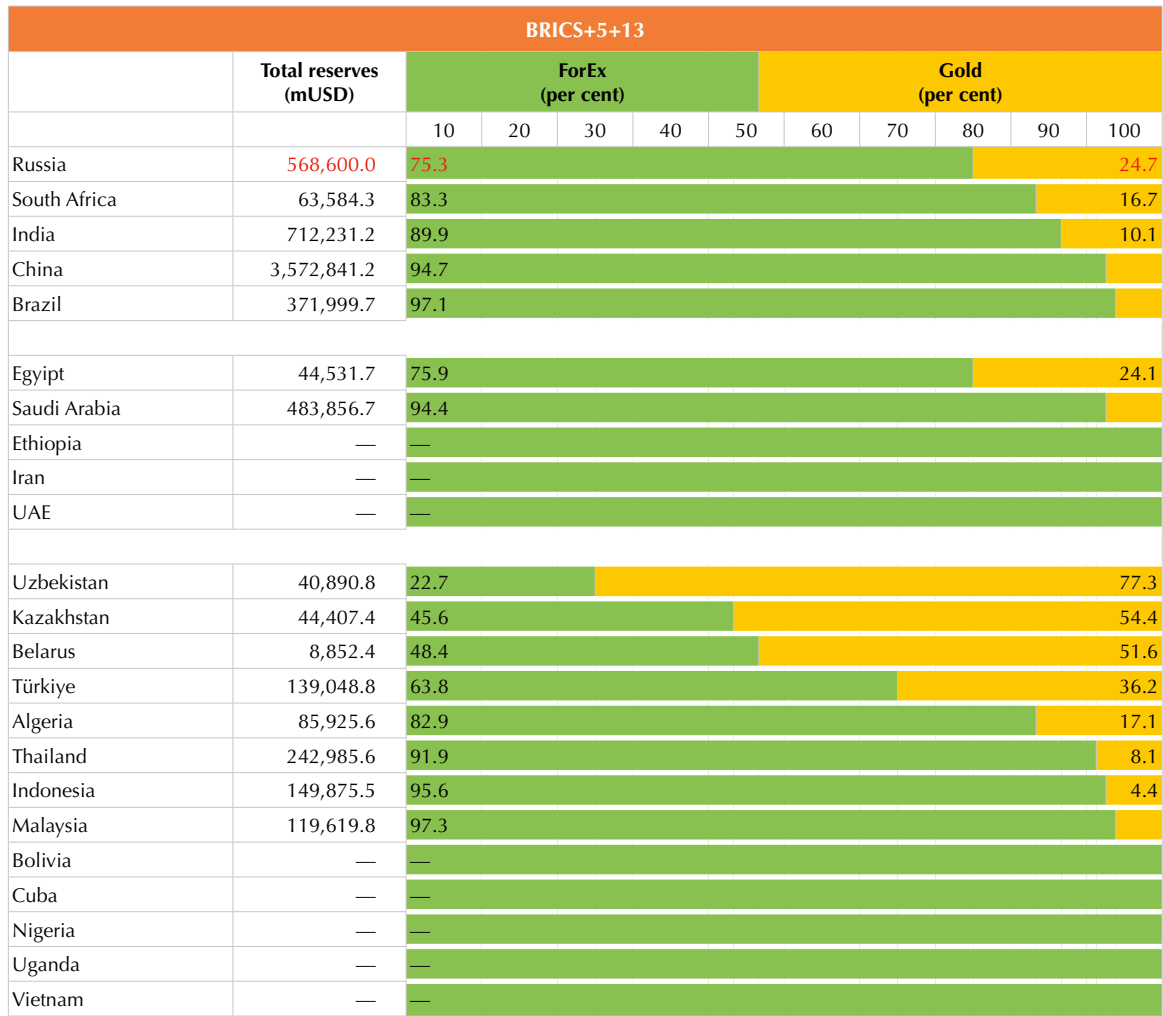 BRICS+5+13
Total reserves (mUSD) ForEx (per cent) Gold (per cent)
10 20 30 40 50 60 70 80 90 100
Russia 568,600.0 75.3 24.7
South Africa 63,584.3 83.3 16.7
India 712,231.2 89.9 10.1
China 3,572,841.2 94.7
Brazil 371,999.7 97.1
Egyipt 44,531.7 75.9 24.1
Saudi Arabia 483,856.7 94.4
Ethiopia — —
Iran — —
UAE — —
Uzbekistan 40,890.8 22.7 77.3
Kazakhstan 44,407.4 45.6 54.4
Belarus 8,852.4 48.4 51.6
Türkiye 139,048.8 63.8 36.2
Algeria 85,925.6 82.9 17.1
Thailand 242,985.6 91.9 8.1
Indonesia 149,875.5 95.6 4.4
Malaysia 119,619.8 97.3
Bolivia — —
Cuba — —
Nigeria — —
Uganda — —
Vietnam — —